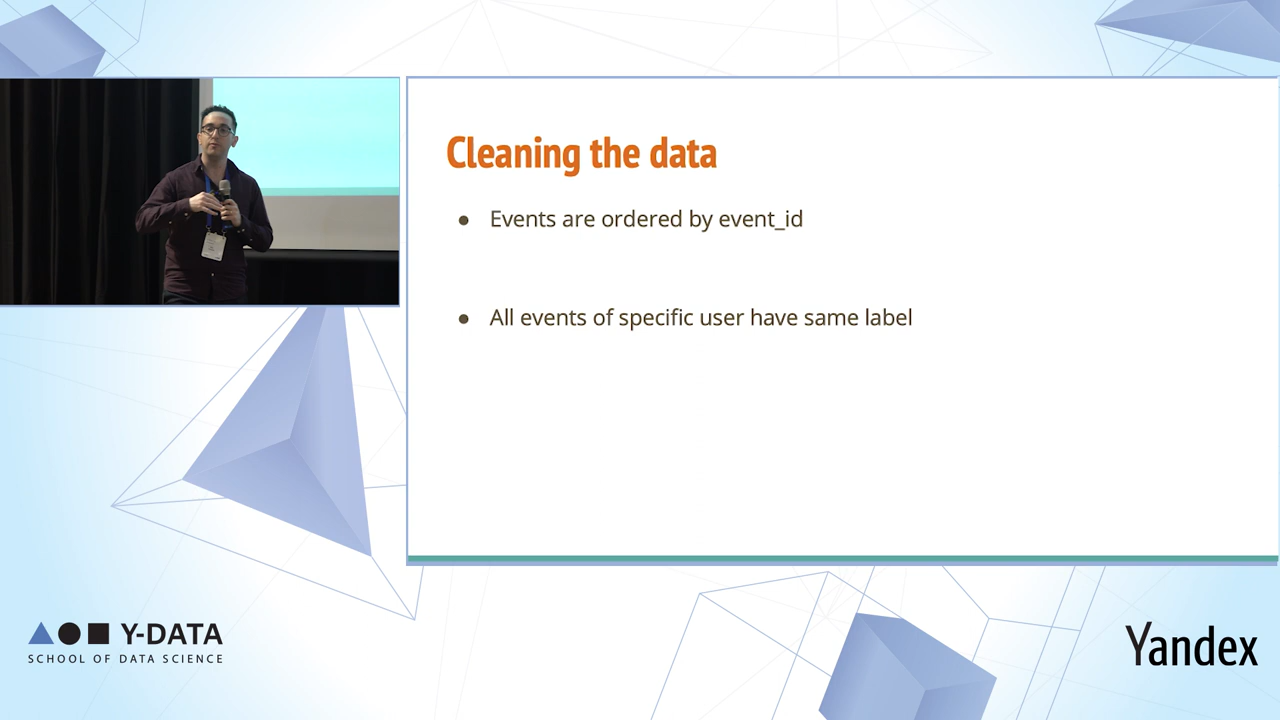 Cleaning the data
● Events are ordered by event_id
● All events of specific user have same label
Y-DATA
SCHOOL OF DATA SCIENCE
Yandex